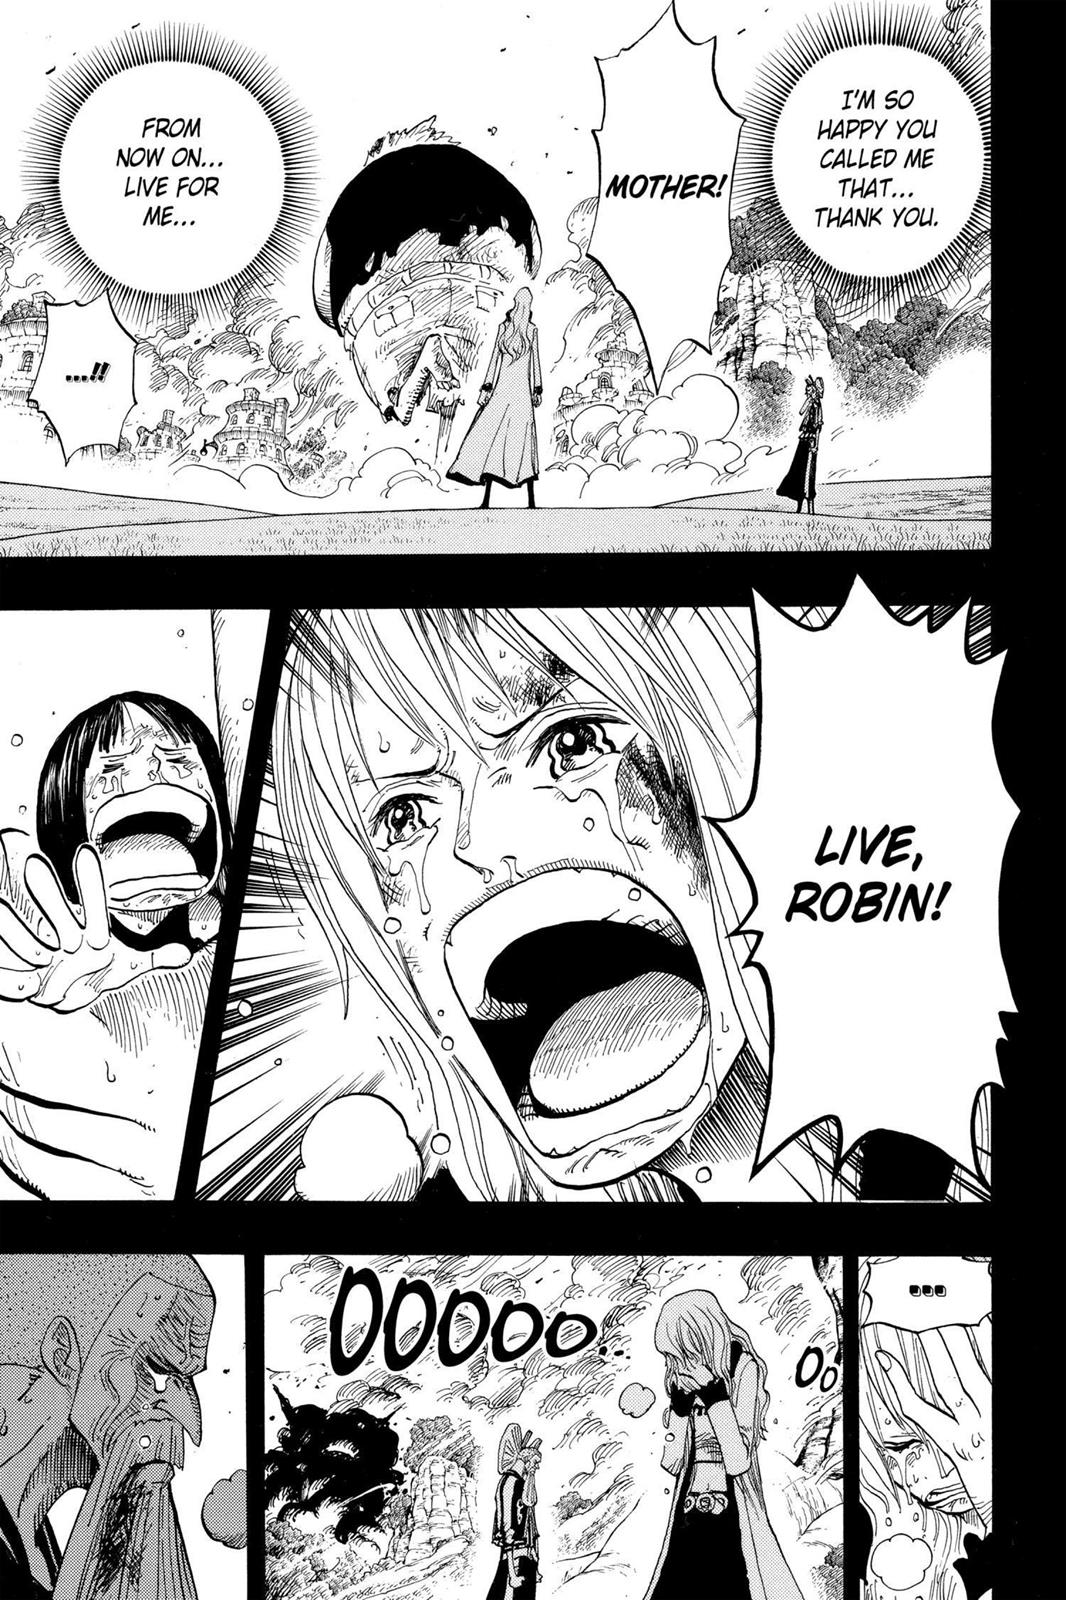 I'M SO
HAPPY YOU
CALLED ME
THAT...
THANK YOU.
MOTHER!
FROM
NOW ON...
LIVE FOR
ME...
...!!
LIVE,
ROBIN!
...
OO
OOOOO...